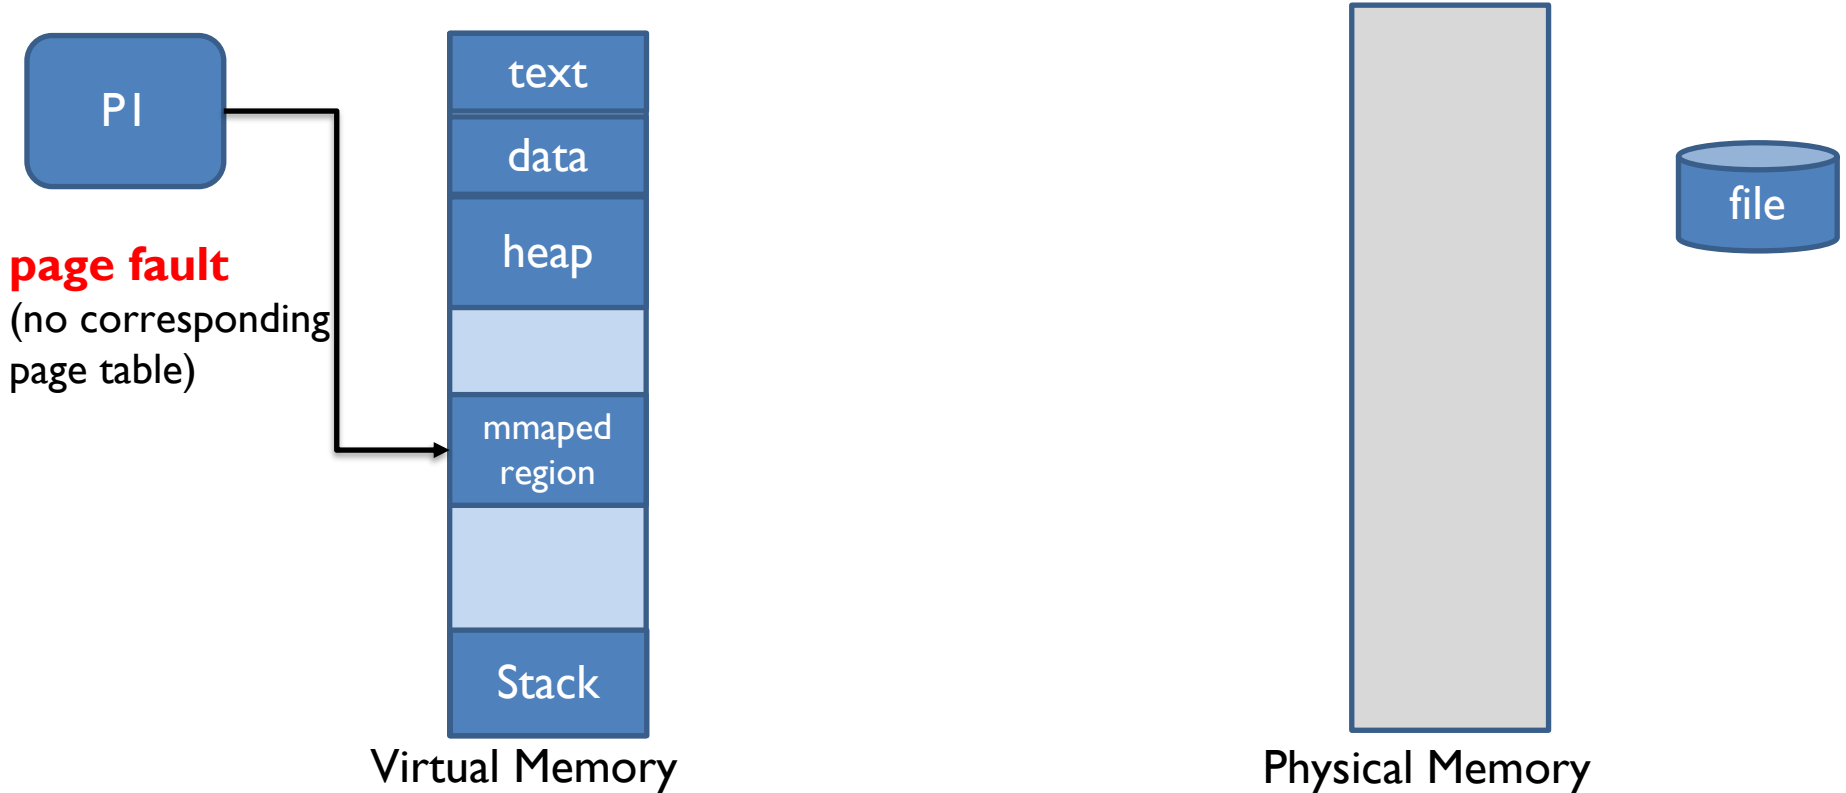 P1
page fault
(no corresponding
page table)
text
data
heap
mmaped
region
Stack
Virtual Memory
file
Physical Memory